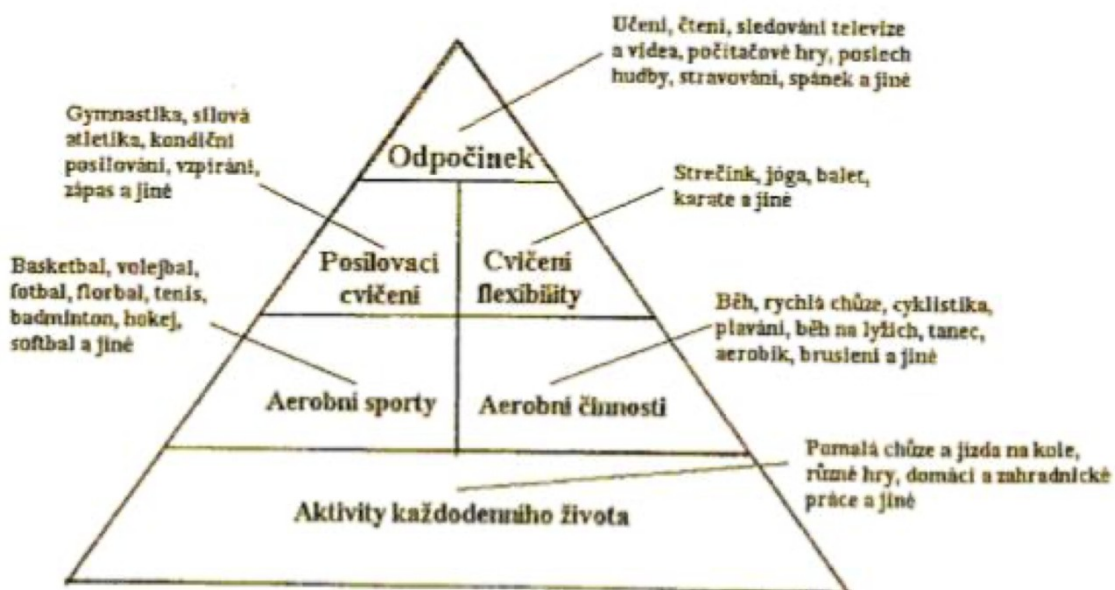 Učení, čtení, sledování televize
a videa, počítačové hry, poslech
hudby, stravování, spánek a jiné
Gymnastika, silová
atletika, kondiční
posilování, vzpírání,
zápas a jiné
Odpočinek
Strečink, jóga, balet,
karate a jiné
Posilovací
cvičení
Cvičení
flexibility
Basketbal, volejbal,
fotbal, florbal, tenis,
badminton, hokej,
softbal a jiné
Běh, rychlá chůze, cyklistika,
plavání, běh na lyžích, tanec,
aerobik, bruslení a jiné
Aerobní sporty
Aerobní činnosti
Pomalá chůze a jízda na kole,
různé hry, domácí a zahradnické
práce a jiné
Aktivity každodenního života